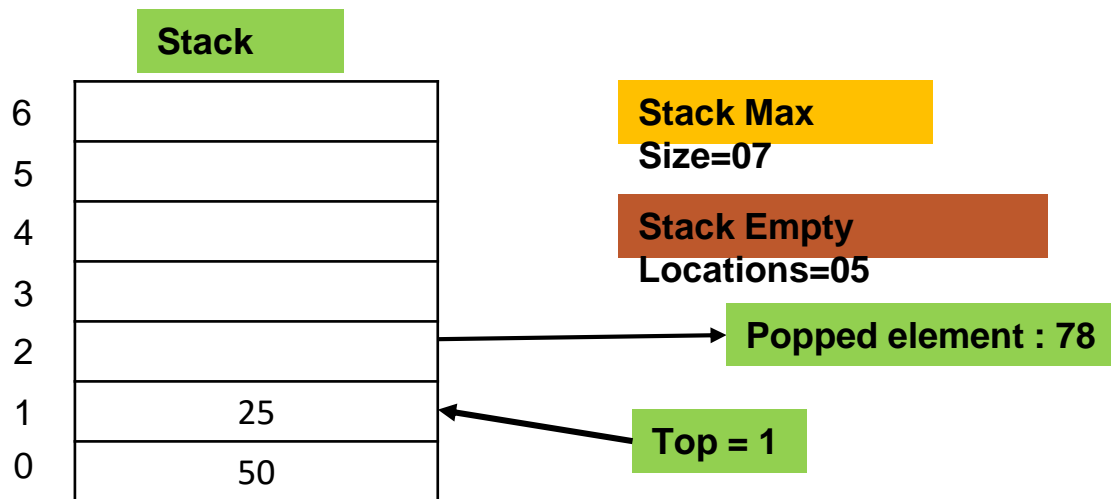 Stack
6
5
4
3
2
1
0
25
50
Stack Max
Size=07
Stack Empty
Locations=05
Popped element : 78
Top = 1